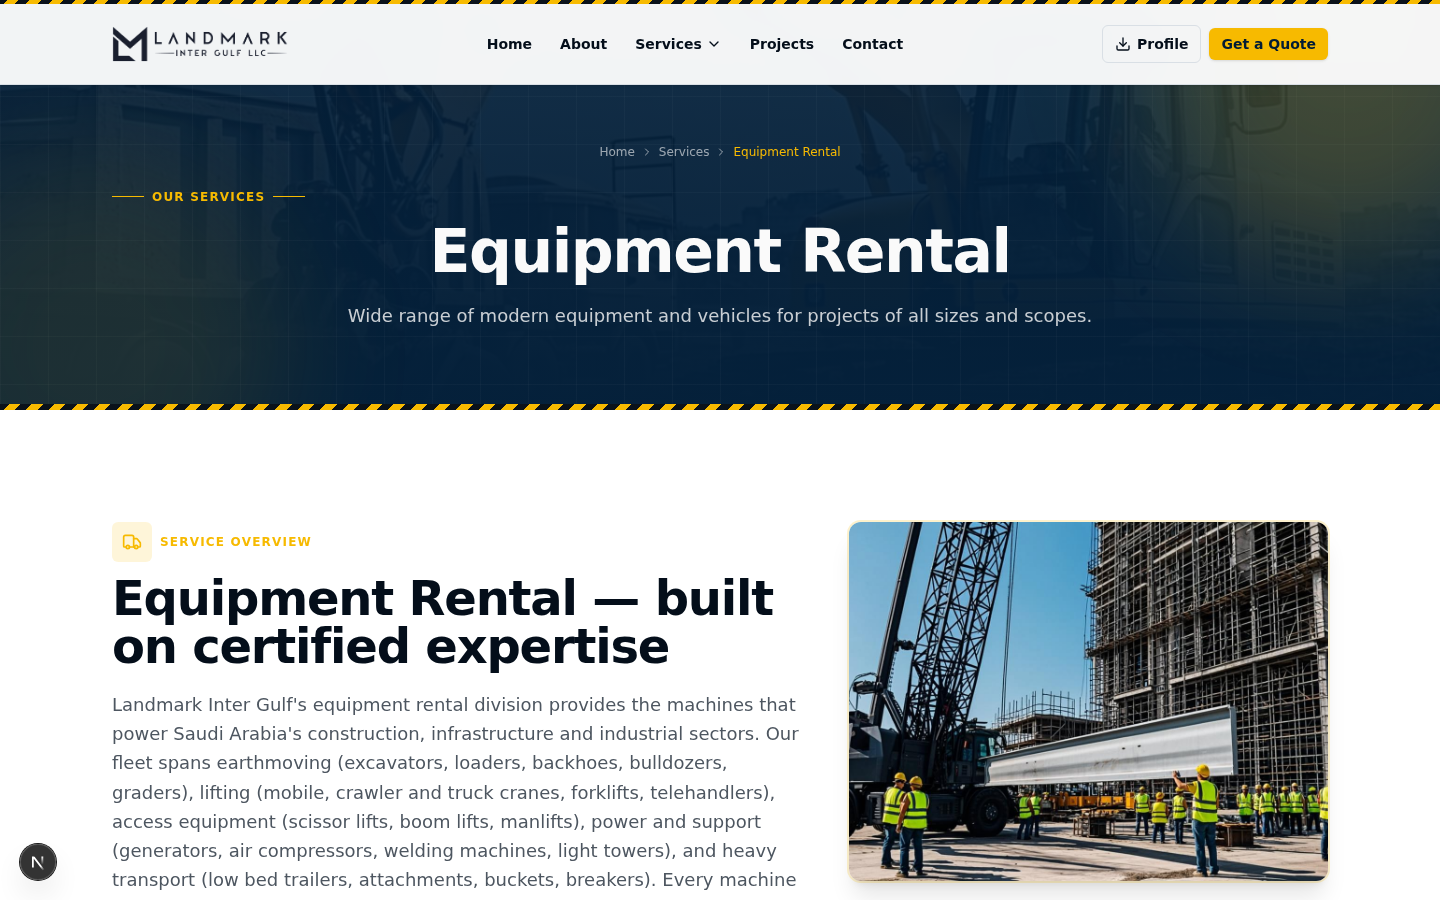 LANDMARK
INTER GULF LLC
Home
About
Services
Projects
Contact
Profile
Get a Quote
Home
Services
Equipment Rental
OUR SERVICES
Equipment Rental
Wide range of modern equipment and vehicles for projects of all sizes and scopes.
SERVICE OVERVIEW
Equipment Rental — built
on certified expertise
Landmark Inter Gulf's equipment rental division provides the machines that
power Saudi Arabia's construction, infrastructure and industrial sectors. Our
fleet spans earthmoving (excavators, loaders, backhoes, bulldozers,
graders), lifting (mobile, crawler and truck cranes, forklifts, telehandlers),
access equipment (scissor lifts, boom lifts, manlifts), power and support
(generators, air compressors, welding machines, light towers), and heavy
transport (low bed trailers, attachments, buckets, breakers). Every machine
N